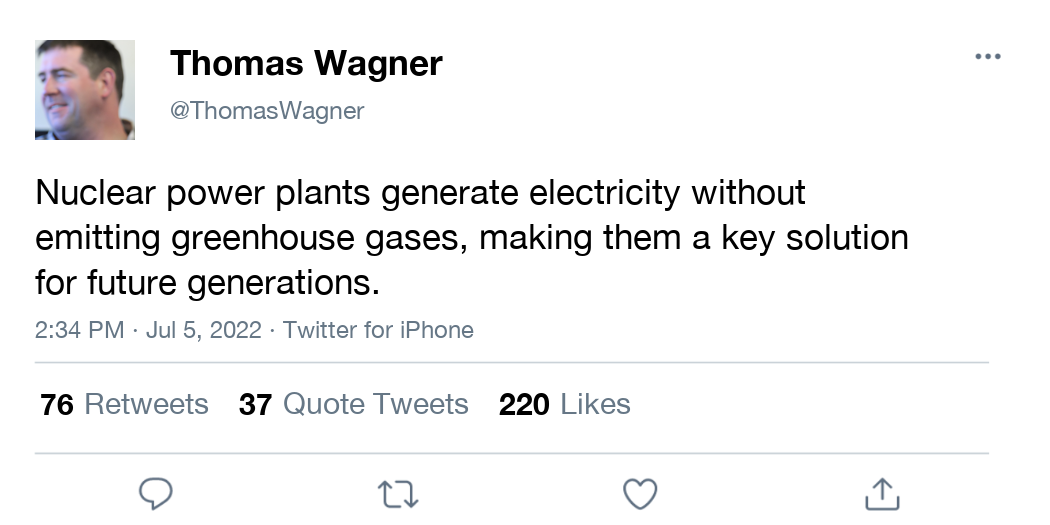 Thomas Wagner
@ThomasWagner
Nuclear power plants generate electricity without
emitting greenhouse gases, making them a key solution
for future generations.
2:34 PM · Jul 5, 2022 · Twitter for iPhone
76 Retweets 37 Quote Tweets 220 Likes